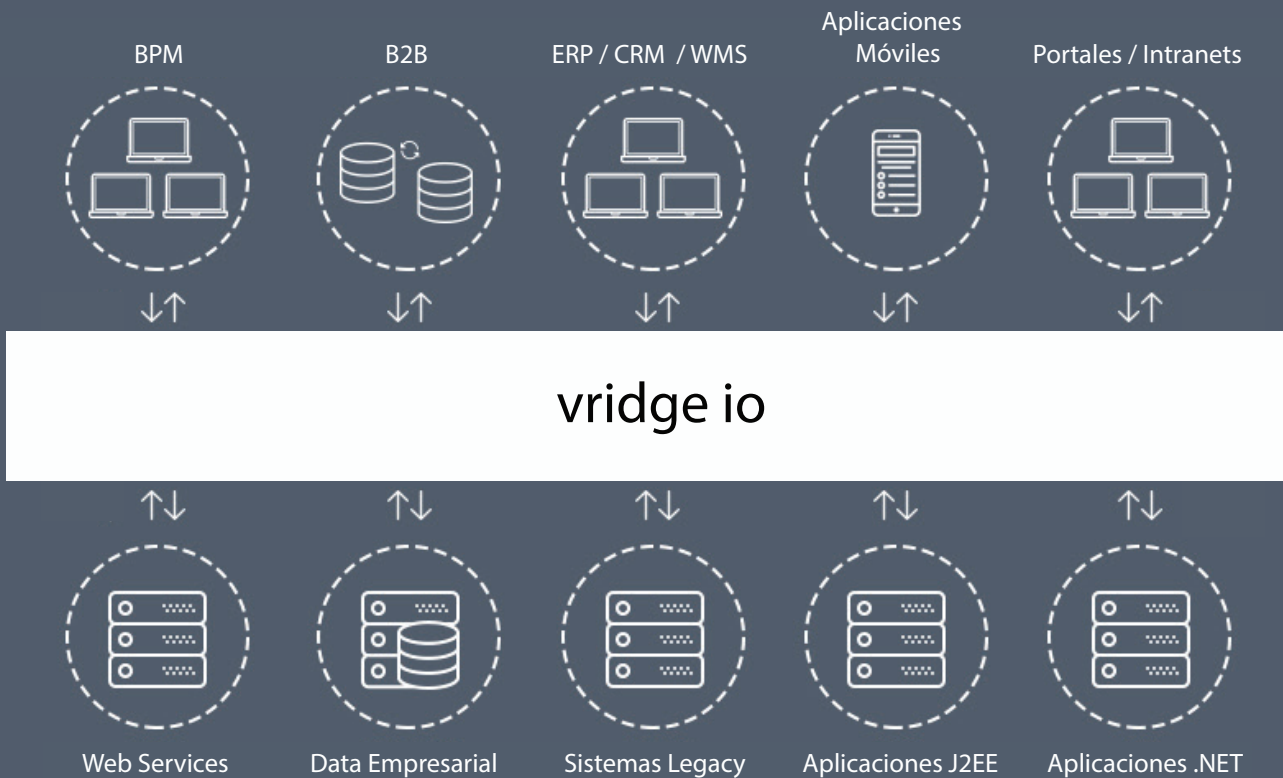 BPM
B2B
ERP / CRM / WMS
Aplicaciones
Móviles
Portales / Intranets
vridge io
Web Services
Data Empresarial
Sistemas Legacy
Aplicaciones J2EE
Aplicaciones .NET